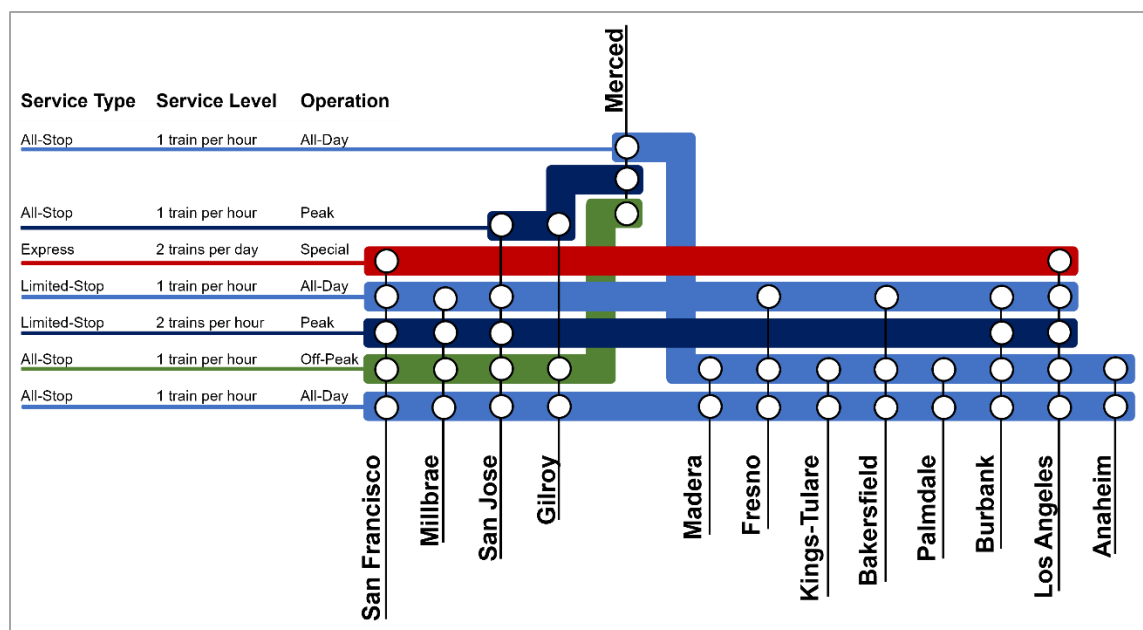 Merced
Service Type Service Level Operation
All-Stop 1 train per hour All-Day
All-Stop 1 train per hour Peak
Express 2 trains per day Special
Limited-Stop 1 train per hour All-Day
Limited-Stop 2 trains per hour Peak
All-Stop 1 train per hour Off-Peak
All-Stop 1 train per hour All-Day
San Francisco
Millbrae
San Jose
Gilroy
Madera
Fresno
Kings-Tulare
Bakersfield
Palmdale
Burbank
Los Angeles
Anaheim